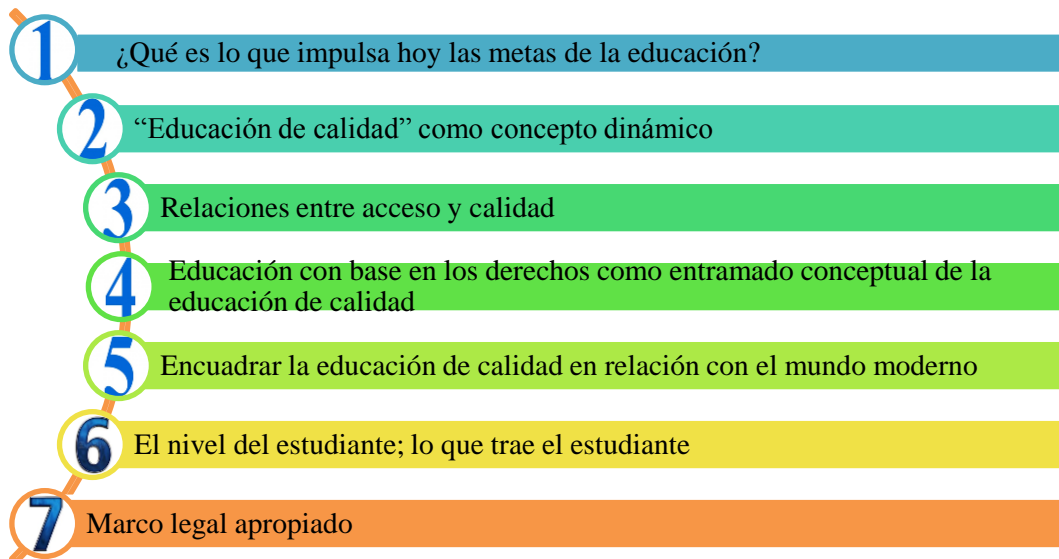 1 ¿Qué es lo que impulsa hoy las metas de la educación?
2 “Educación de calidad” como concepto dinámico
3 Relaciones entre acceso y calidad
4 Educación con base en los derechos como entramado conceptual de la
educación de calidad
5 Encuadrar la educación de calidad en relación con el mundo moderno
6 El nivel del estudiante; lo que trae el estudiante
7 Marco legal apropiado